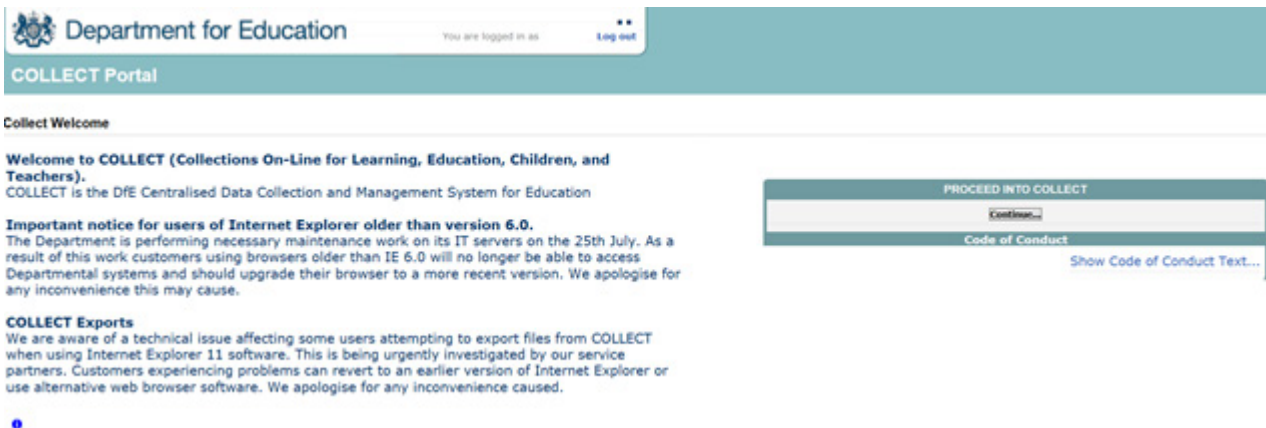 Department for Education
You are logged in as
Log out
COLLECT Portal
Collect Welcome
Welcome to COLLECT (Collections On-Line for Learning, Education, Children, and
Teachers).
COLLECT is the DfE Centralised Data Collection and Management System for Education
Important notice for users of Internet Explorer older than version 6.0.
The Department is performing necessary maintenance work on its IT servers on the 25th July. As a
result of this work customers using browsers older than IE 6.0 will no longer be able to access
Departmental systems and should upgrade their browser to a more recent version. We apologise for
any inconvenience this may cause.
COLLECT Exports
We are aware of a technical issue affecting some users attempting to export files from COLLECT
when using Internet Explorer 11 software. This is being urgently investigated by our service
partners. Customers experiencing problems can revert to an earlier version of Internet Explorer or
use alternative web browser software. We apologise for any inconvenience caused.
PROCEED INTO COLLECT
Continue...
Code of Conduct
Show Code of Conduct Text...